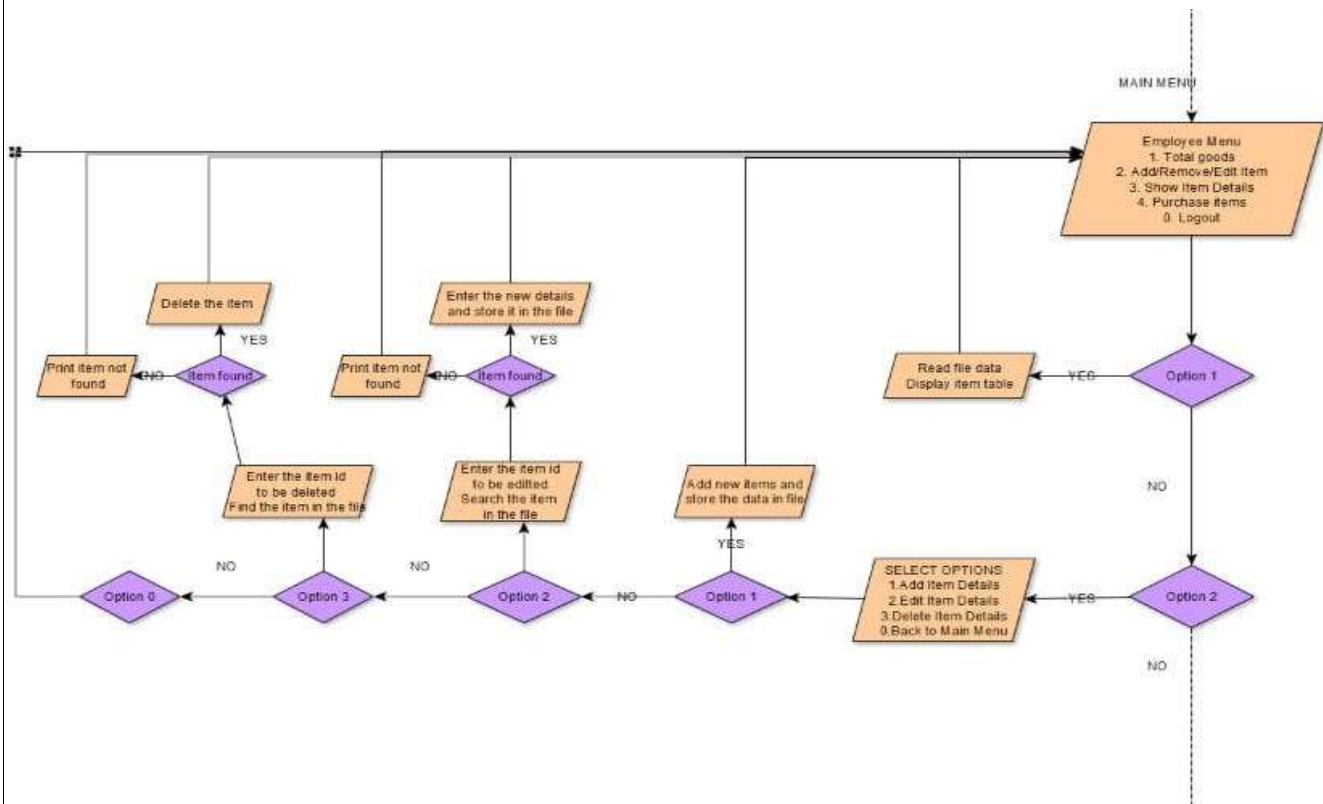 MAIN MENU
Employee Menu
1. Total goods
2. Add/Remove/Edit Item
3. Show Item Details
4. Purchase items
0. Logout
Delete the item
Enter the new details
and store it in the file
YES
YES
Print item not
found
NO
Item found
Print item not
found
NO
Item found
Read file data
Display item table
YES
Option 1
Enter the item id
to be deleted
Find the item in the file
Enter the item id
to be editted
Search the item
in the file
Add new items and
store the data in file
NO
YES
NO
NO
Option 0
Option 3
Option 2
NO
Option 1
SELECT OPTIONS
1.Add Item Details
2.Edit Item Details
3.Delete Item Details
0.Back to Main Menu
YES
Option 2
NO